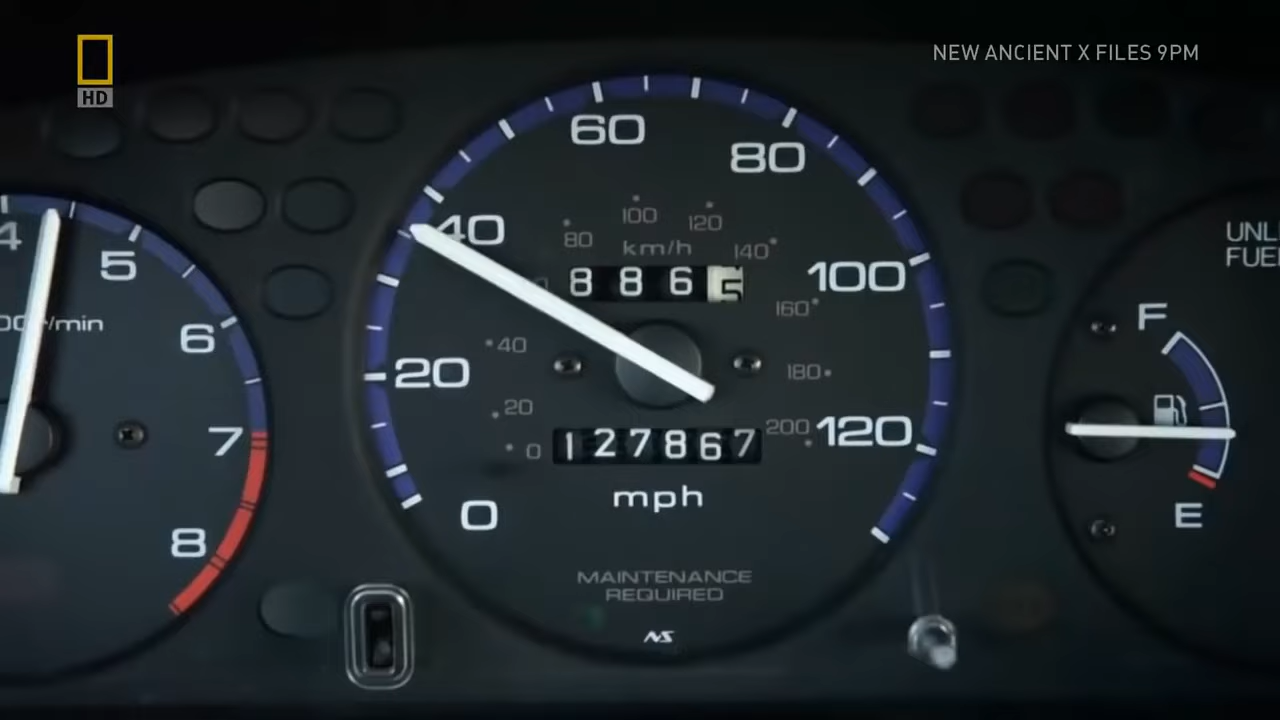 HD
NEW ANCIENT X FILES 9PM
4
5
6
7
8
r/min
0
20
40
60
80
100
120
80
100
120
140
km/h
160
180
200
40
20
0
8 8 6 5
127867
mph
MAINTENANCE
REQUIRED
NS
UNL
FUE
F
E